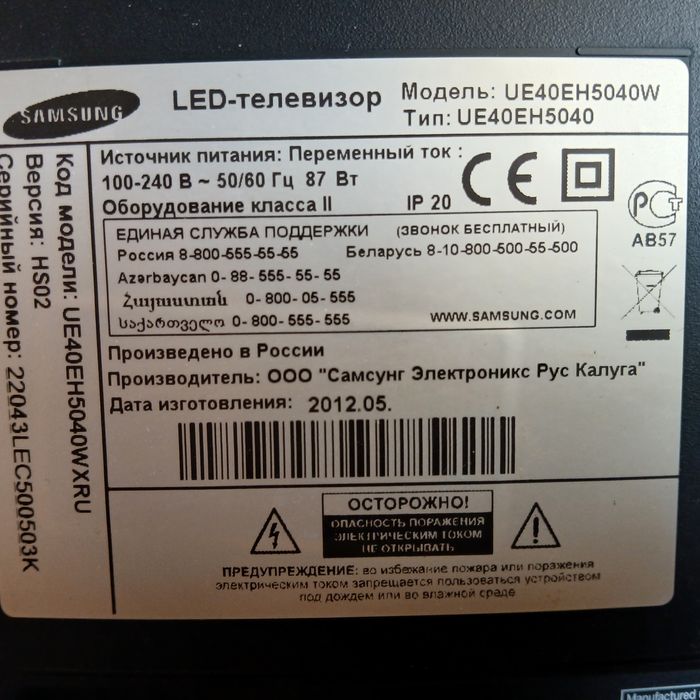 SAMSUNG
LED-телевизор
Модель: UE40EH5040W
Тип: UE40EH5040
Источник питания: Переменный ток :
100-240 В ~ 50/60 Гц 87 Вт
Оборудование класса II IP 20
CE
РСТ
АВ57
ЕДИНАЯ СЛУЖБА ПОДДЕРЖКИ (ЗВОНОК БЕСПЛАТНЫЙ)
Россия 8-800-555-55-55 Беларусь 8-10-800-500-55-500
Azərbaycan 0- 88- 555- 55- 55
Հայաստան 0- 800- 05- 555
საქართველო 0- 800- 555- 555
WWW.SAMSUNG.COM
Произведено в России
Производитель: ООО "Самсунг Электроникс Рус Калуга"
Дата изготовления: 2012.05.
ОСТОРОЖНО!
ОПАСНОСТЬ ПОРАЖЕНИЯ
ЭЛЕКТРИЧЕСКИМ ТОКОМ
НЕ ОТКРЫВАТЬ
ПРЕДУПРЕЖДЕНИЕ: во избежание пожара или поражения
электрическим током запрещается пользоваться устройством
под дождем или во влажной среде
Код модели: UE40EH5040WXRU
Версия: HS02
Серийный номер: 22043LEC500503K
Manufactured